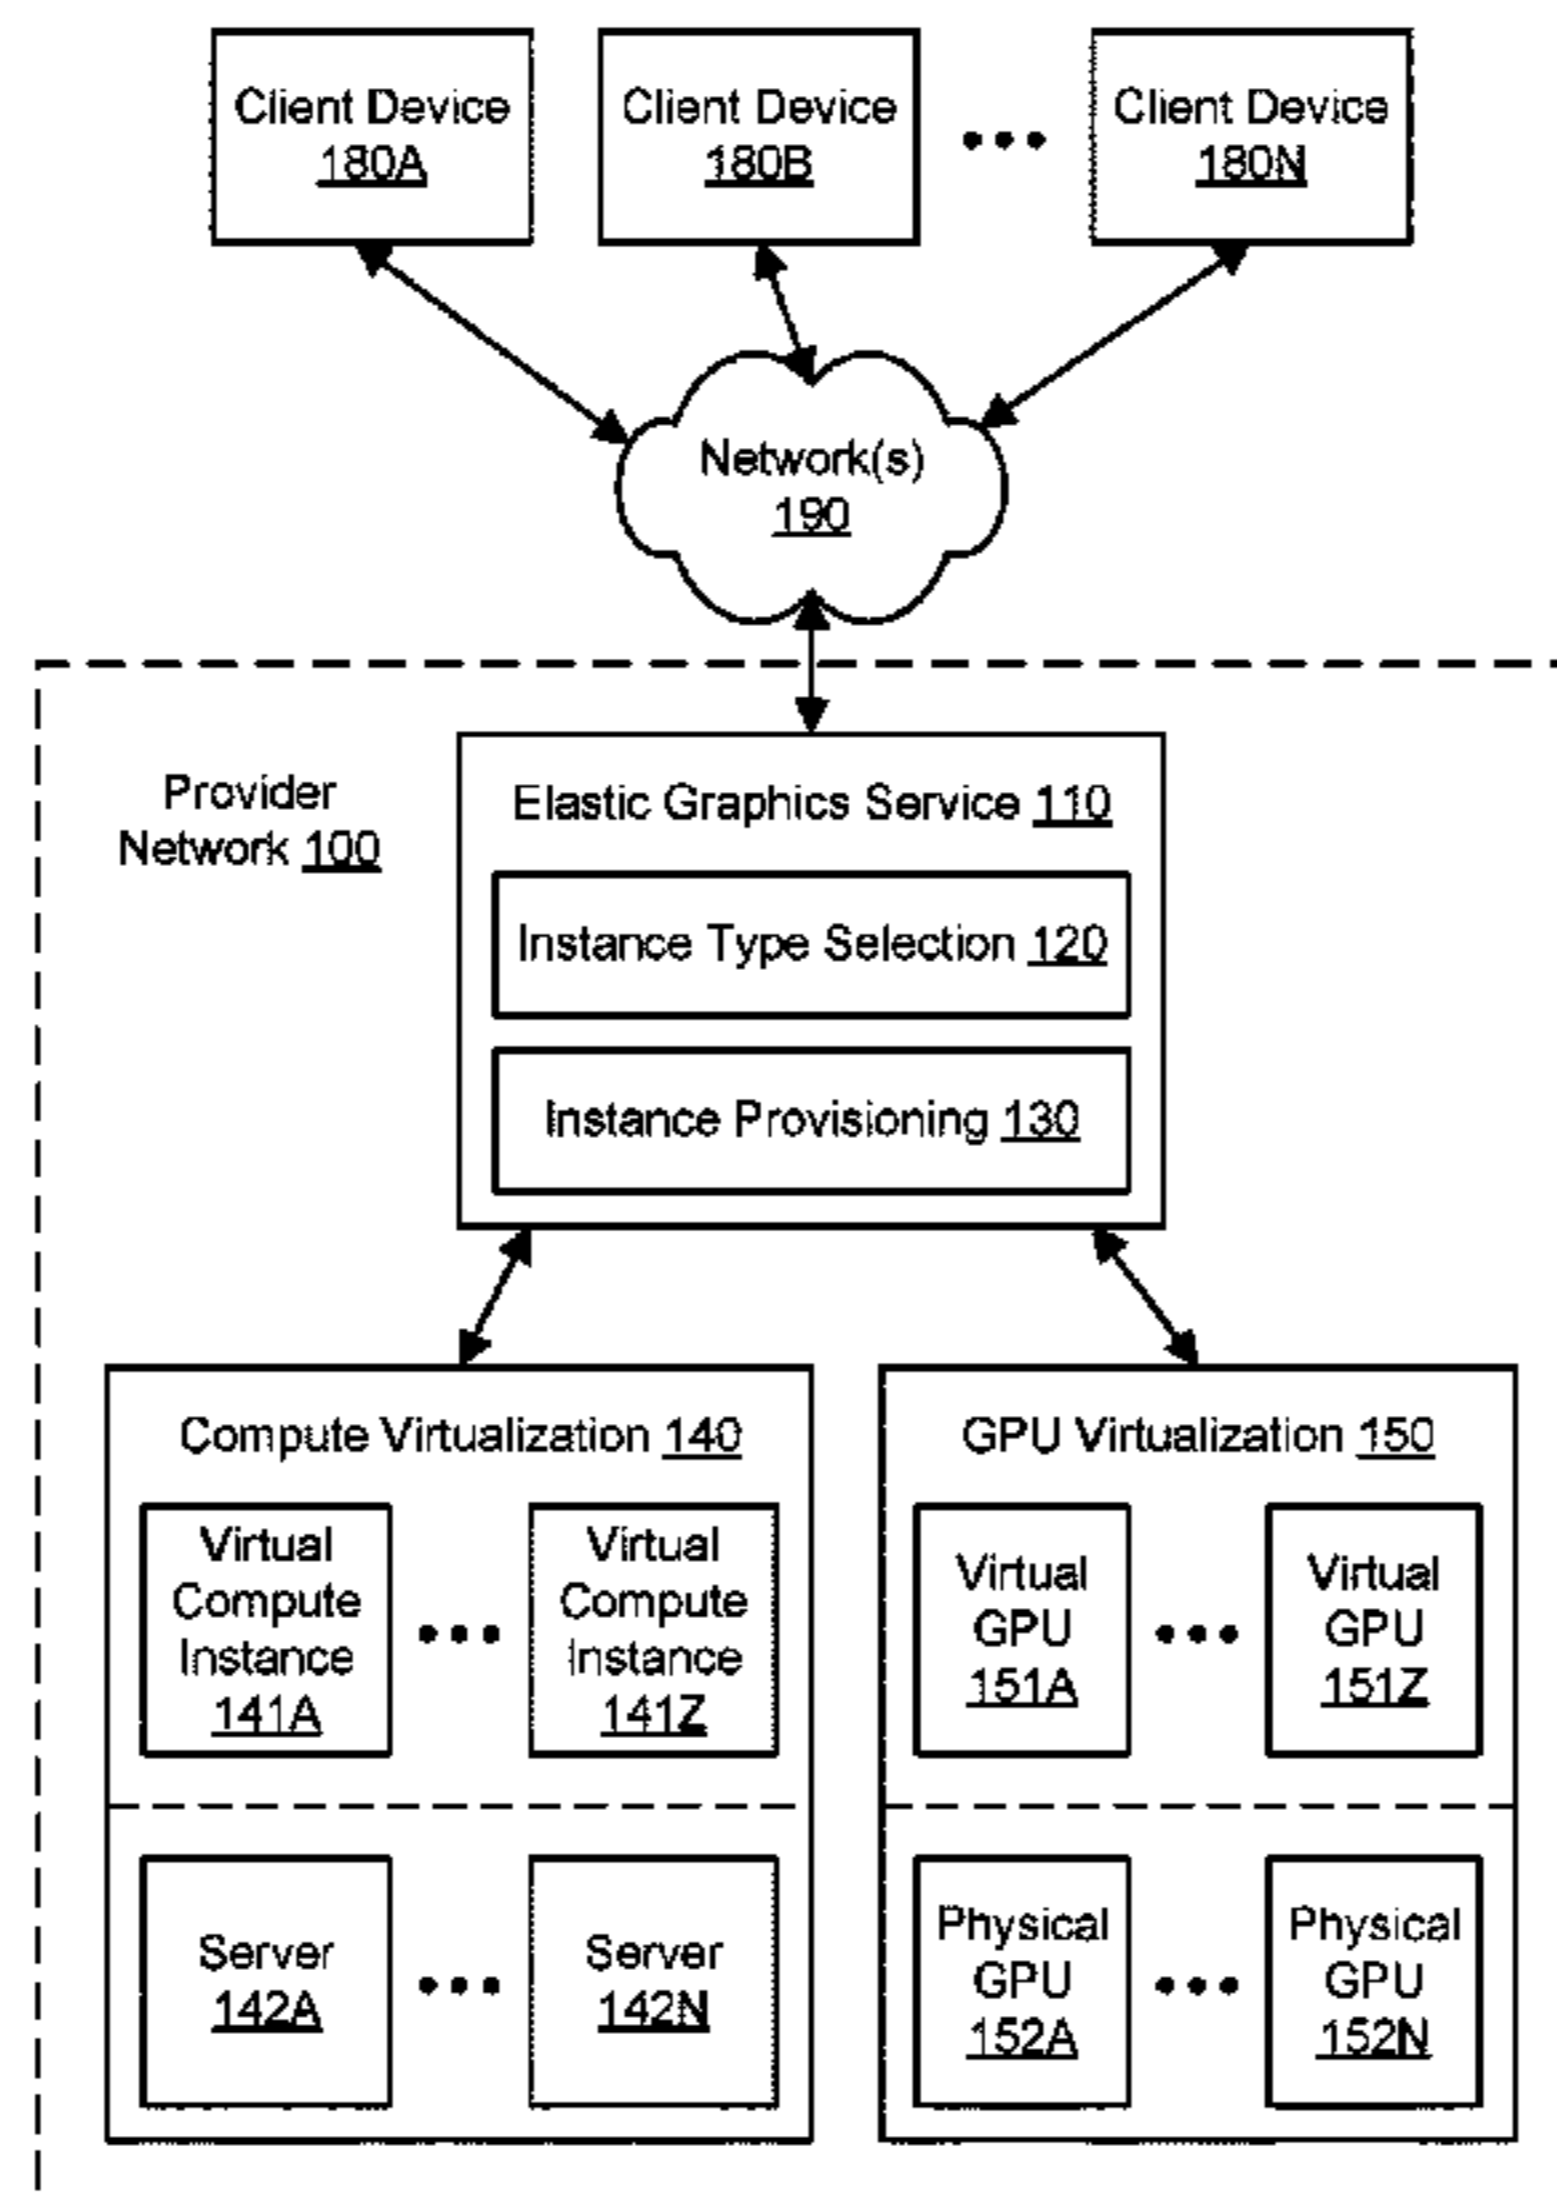 Client Device
180A
Client Device
180B
Client Device
180N
Network(s)
190
Provider
Network 100
Elastic Graphics Service 110
Instance Type Selection 120
Instance Provisioning 130
Compute Virtualization 140
Virtual
Compute
Instance
141A
Virtual
Compute
Instance
141Z
Server
142A
Server
142N
GPU Virtualization 150
Virtual
GPU
151A
Virtual
GPU
151Z
Physical
GPU
152A
Physical
GPU
152N